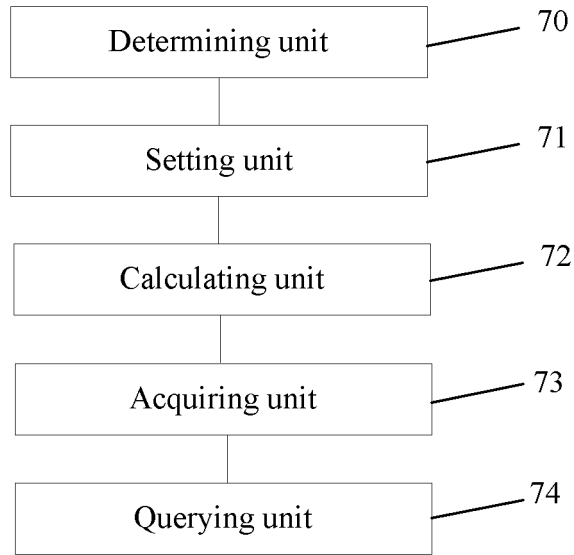 Determining unit 70
Setting unit 71
Calculating unit 72
Acquiring unit 73
Querying unit 74